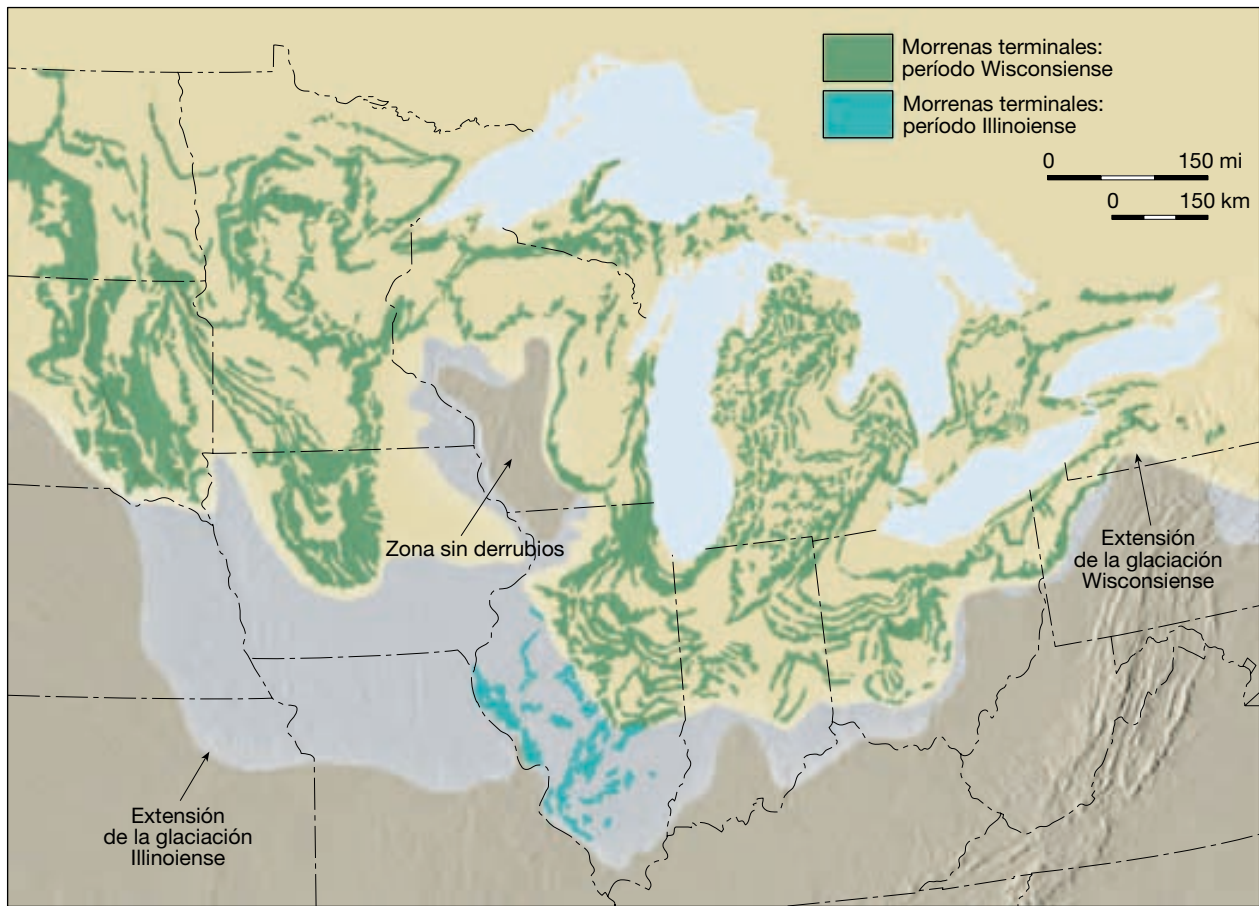 Morrenas terminales:
período Wisconsiense
Morrenas terminales:
período Illinoiense
0 150 mi
0 150 km
Zona sin derrubios
Extensión
de la glaciación
Wisconsiense
Extensión
de la glaciación
Illinoiense